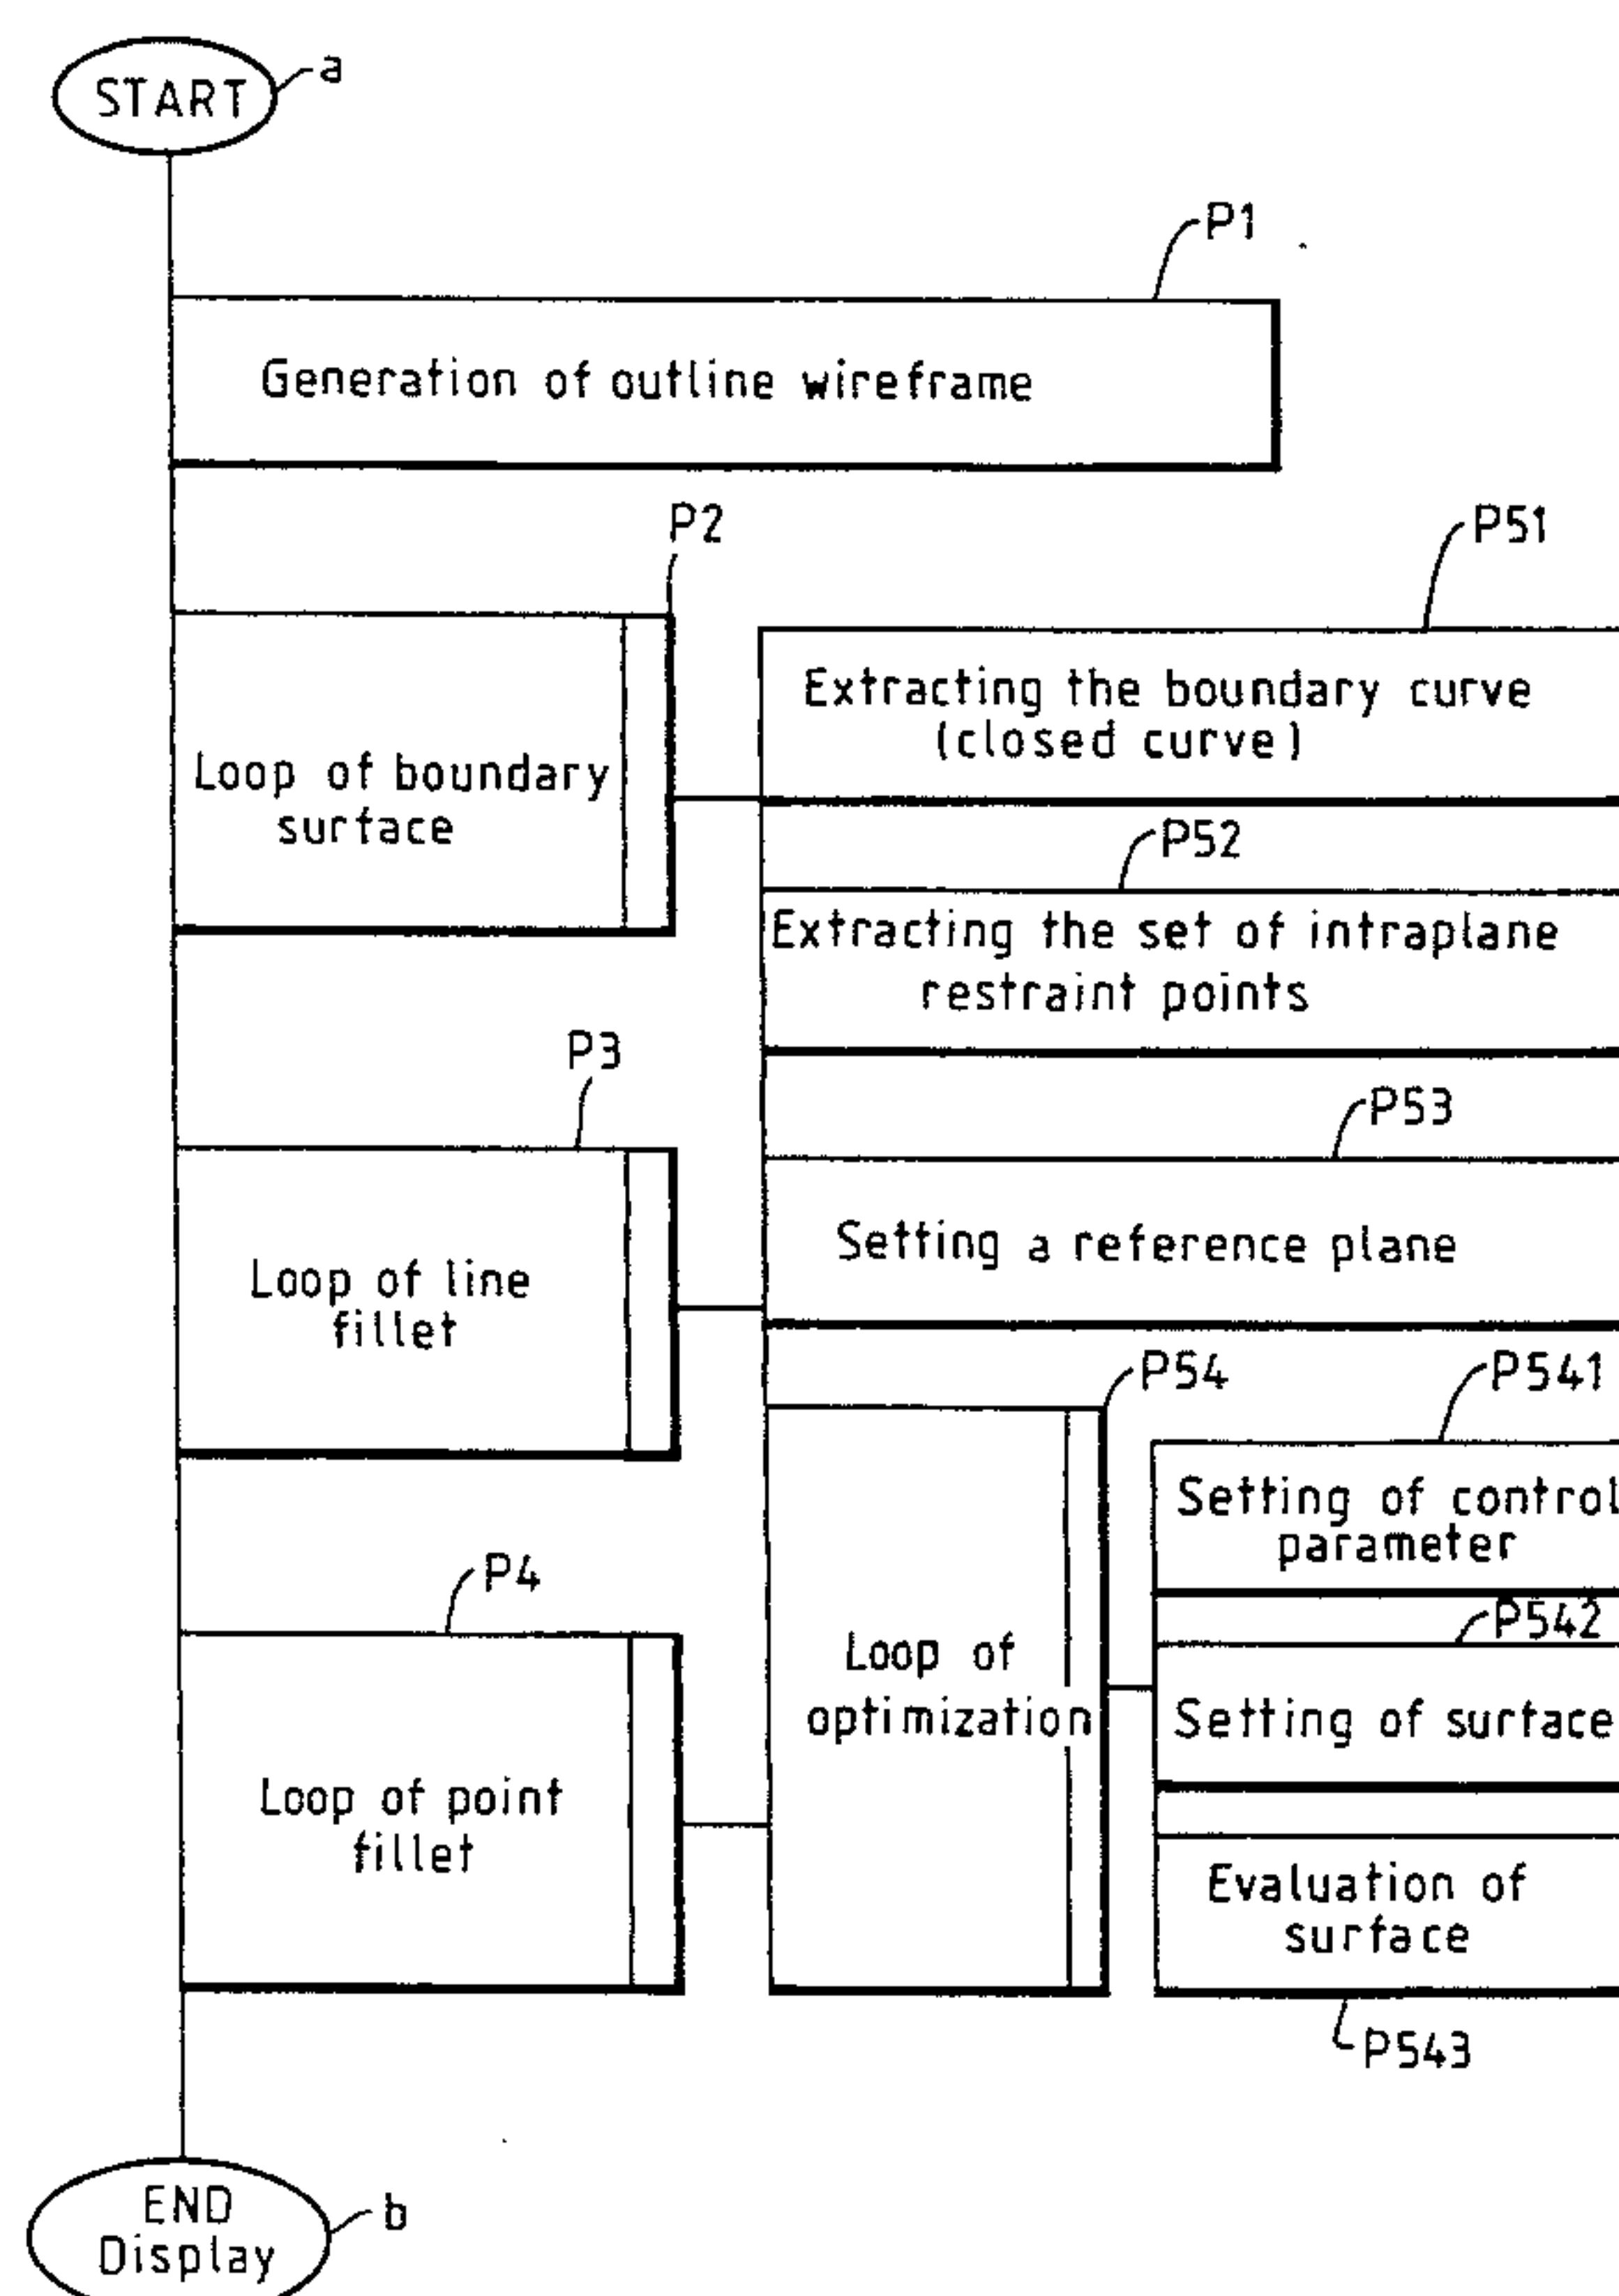 START
a
P1
Generation of outline wireframe
P2
Loop of boundary
surface
P51
Extracting the boundary curve
(closed curve)
P52
Extracting the set of intraplane
restraint points
P3
Loop of line
fillet
P53
Setting a reference plane
P54
Loop of
optimization
P541
Setting of control
parameter
P542
Setting of surface
Evaluation of
surface
P543
P4
Loop of point
fillet
END
Display
b